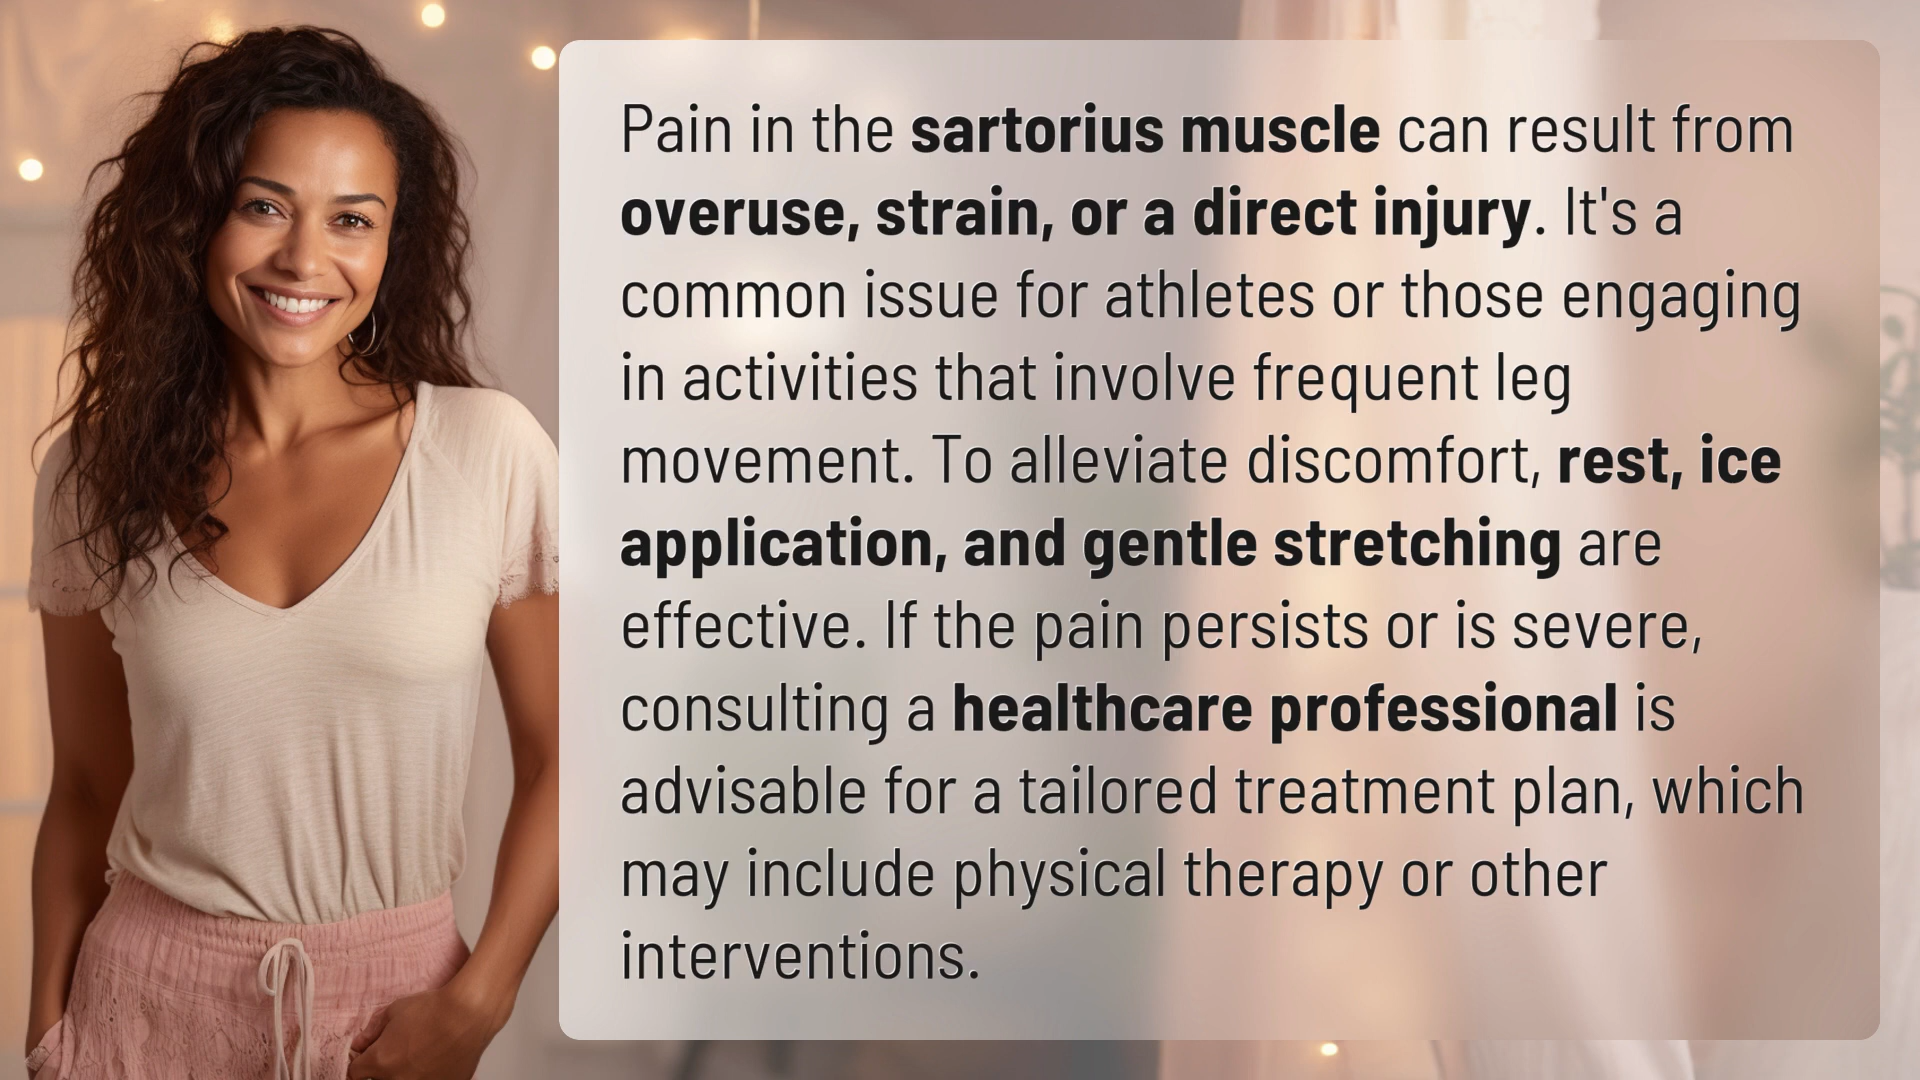 Pain in the sartorius muscle can result from
overuse, strain, or a direct injury. It's a
common issue for athletes or those engaging
in activities that involve frequent leg
movement. To alleviate discomfort, rest, ice
application, and gentle stretching are
effective. If the pain persists or is severe,
consulting a healthcare professional is
advisable for a tailored treatment plan, which
may include physical therapy or other
interventions.